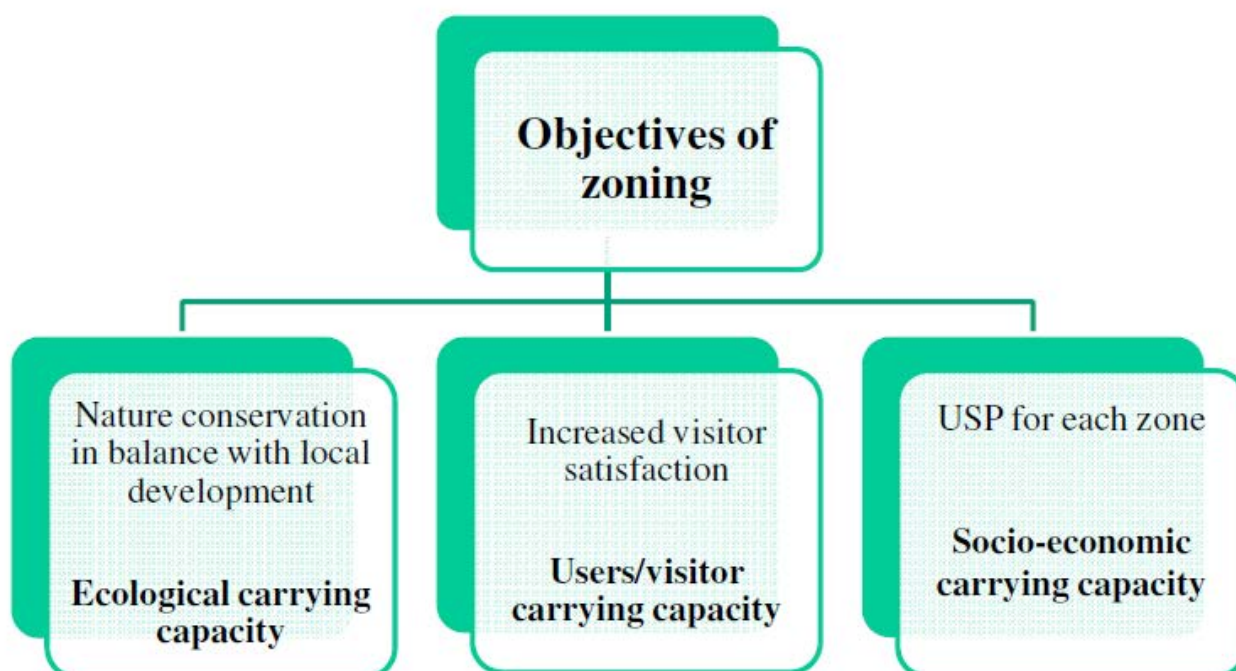 Objectives of
zoning
Nature conservation
in balance with local
development
Ecological carrying
capacity
Increased visitor
satisfaction
Users/visitor
carrying capacity
USP for each zone
Socio-economic
carrying capacity